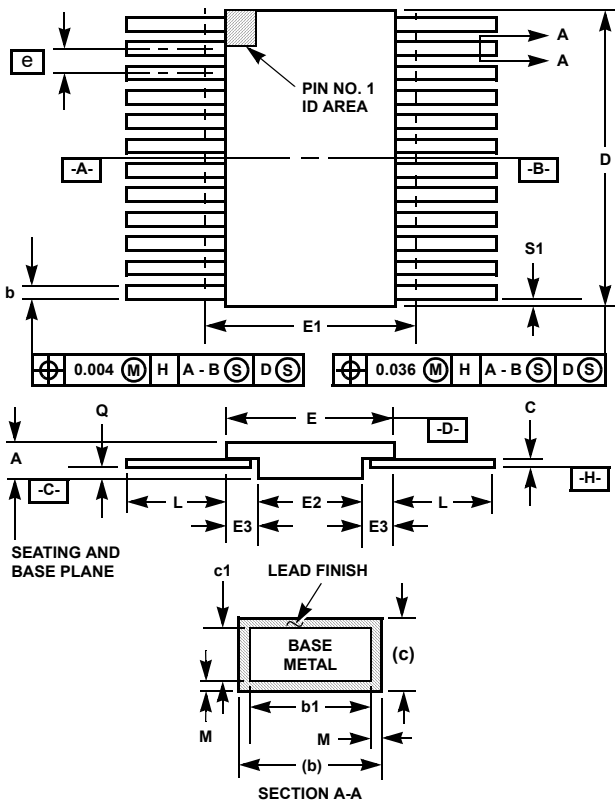 e
A
A
PIN NO. 1
ID AREA
D
-A-
-B-
S1
b
E1
0.004 M H A - B S D S
0.036 M H A - B S D S
Q
E
C
-D-
A
-C-
-H-
L
E2
L
E3
E3
SEATING AND
BASE PLANE
c1
LEAD FINISH
BASE
METAL
(c)
b1
M
M
(b)
SECTION A-A